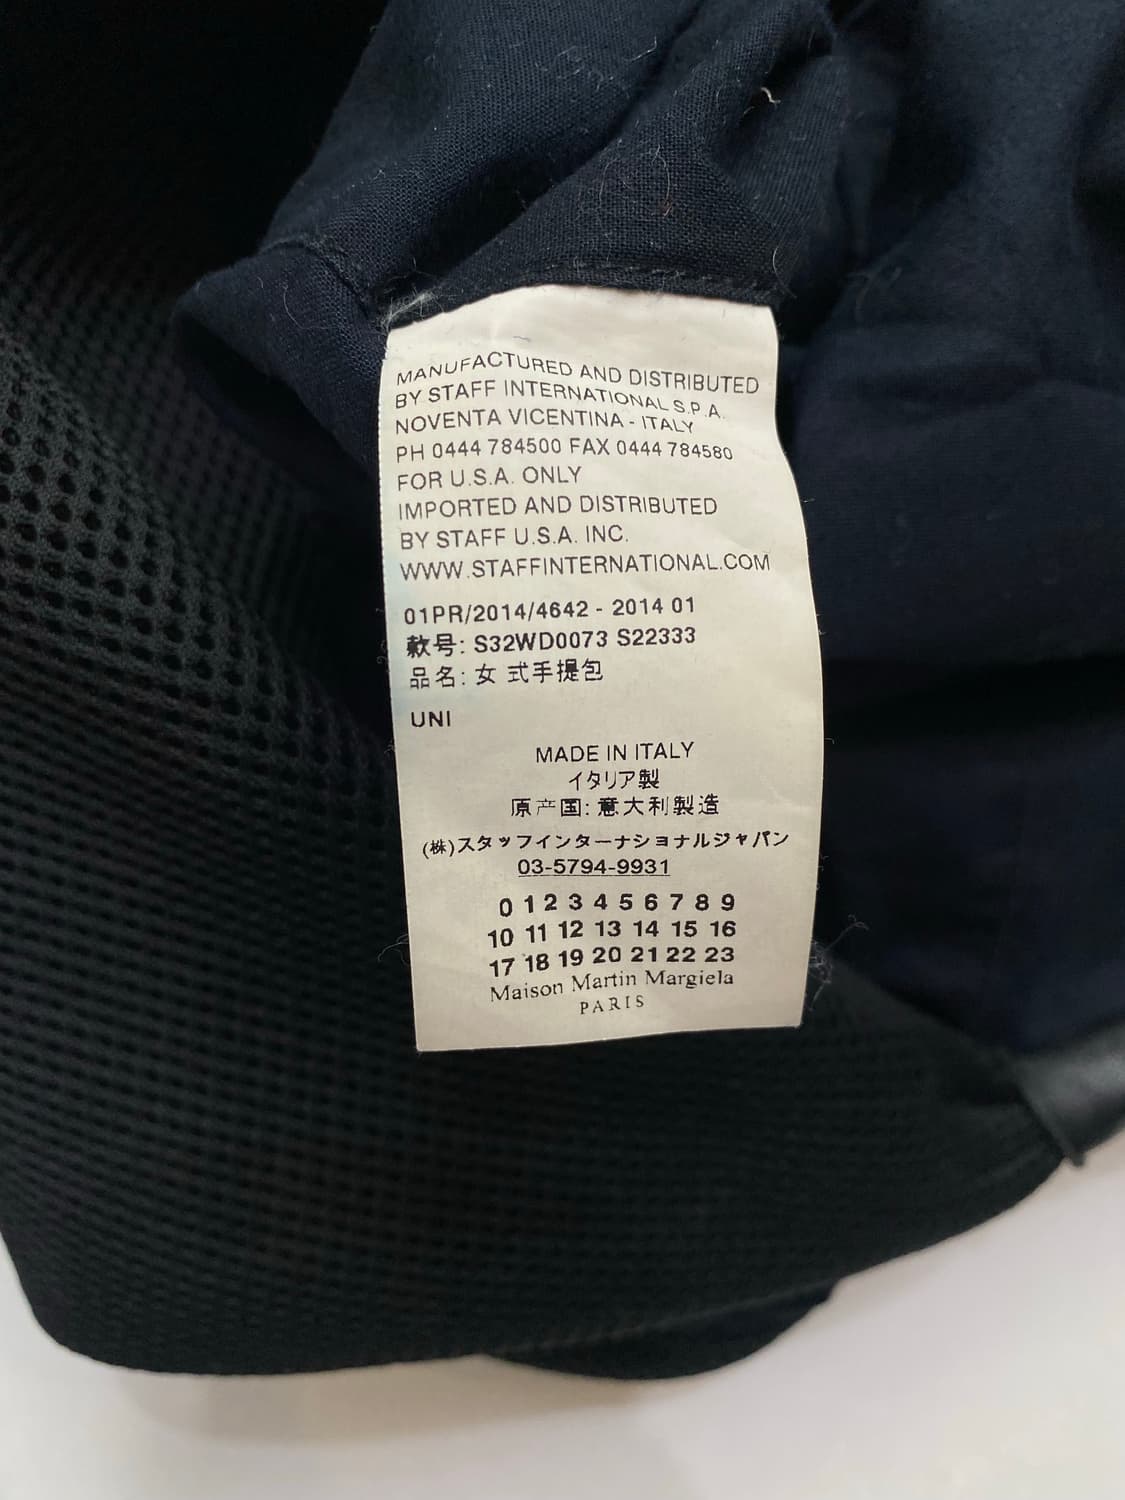 MANUFACTURED AND DISTRIBUTED
BY STAFF INTERNATIONAL S.P.A.
NOVENTA VICENTINA - ITALY
PH 0444 784500 FAX 0444 784580
FOR U.S.A. ONLY
IMPORTED AND DISTRIBUTED
BY STAFF U.S.A. INC.
WWW.STAFFINTERNATIONAL.COM
01PR/2014/4642 - 2014 01
款号: S32WD0073 S22333
品名: 女 式手提包
UNI
MADE IN ITALY
イタリア製
原产国: 意大利製造
(株)スタッフインターナショナルジャパン
03-5794-9931
0 1 2 3 4 5 6 7 8 9
10 11 12 13 14 15 16
17 18 19 20 21 22 23
Maison Martin Margiela
PARIS